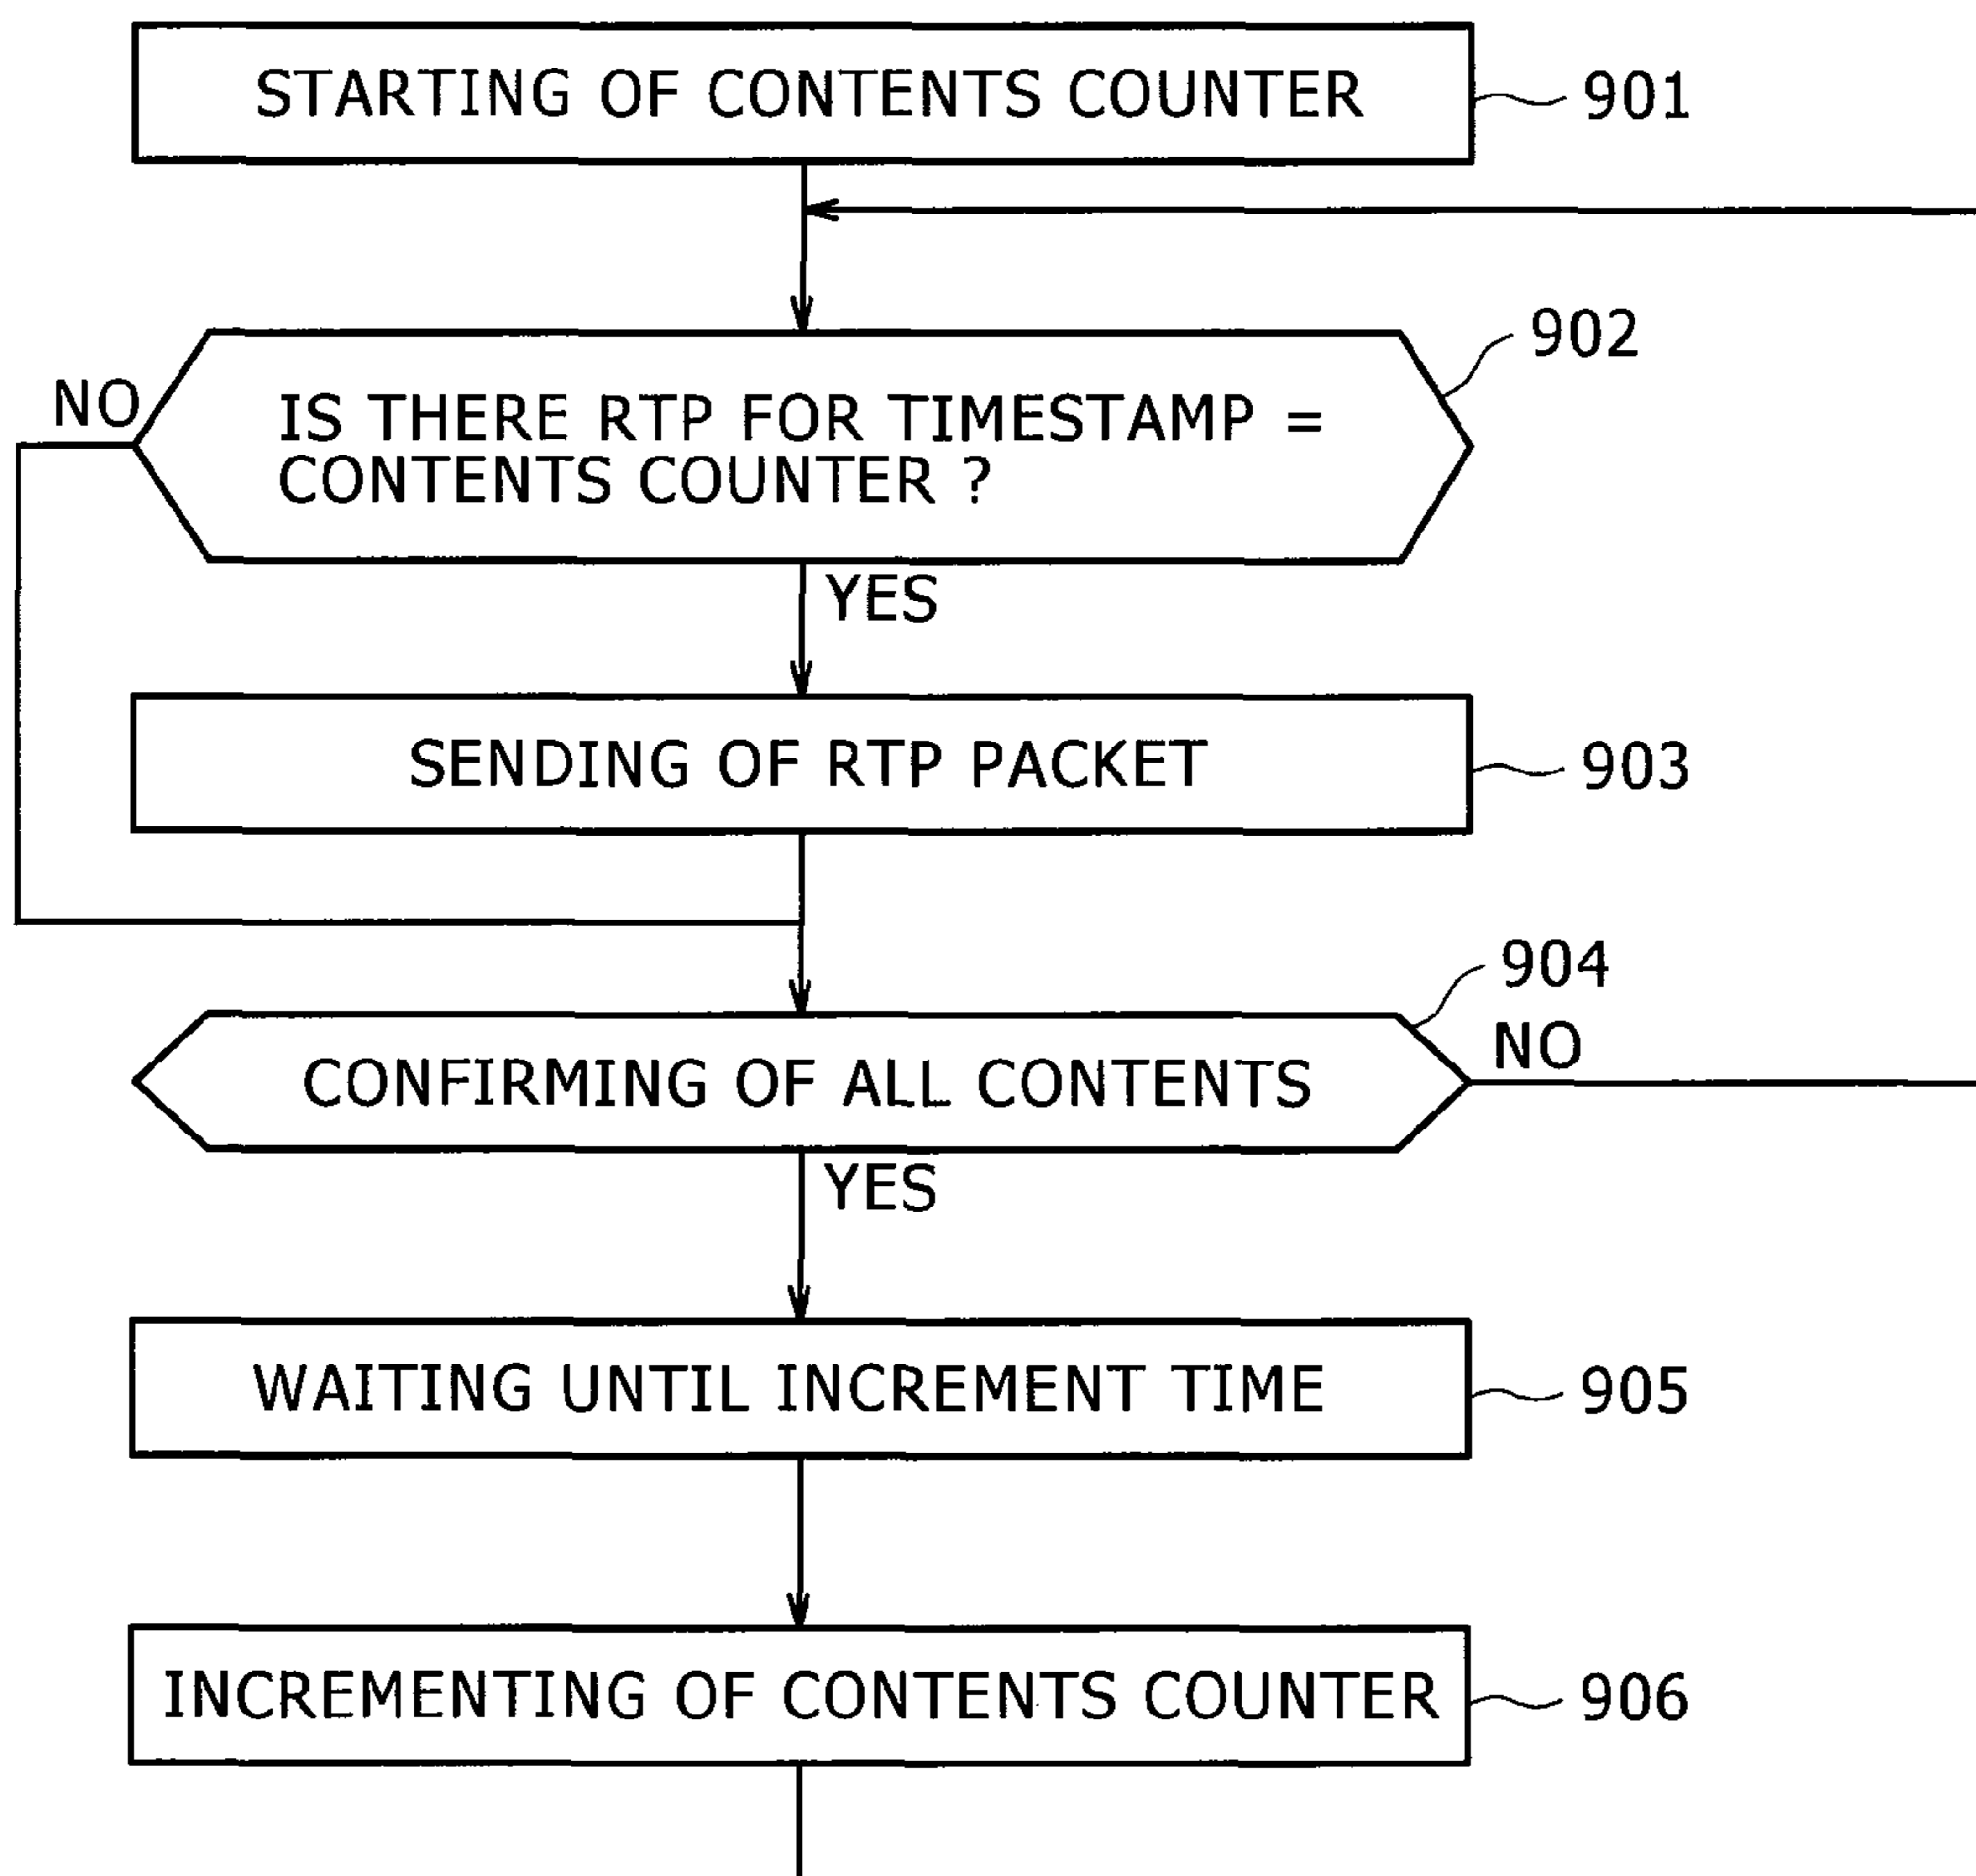 STARTING OF CONTENTS COUNTER
901
902
NO
IS THERE RTP FOR TIMESTAMP =
CONTENTS COUNTER ?
YES
SENDING OF RTP PACKET
903
904
NO
CONFIRMING OF ALL CONTENTS
YES
WAITING UNTIL INCREMENT TIME
905
INCREMENTING OF CONTENTS COUNTER
906